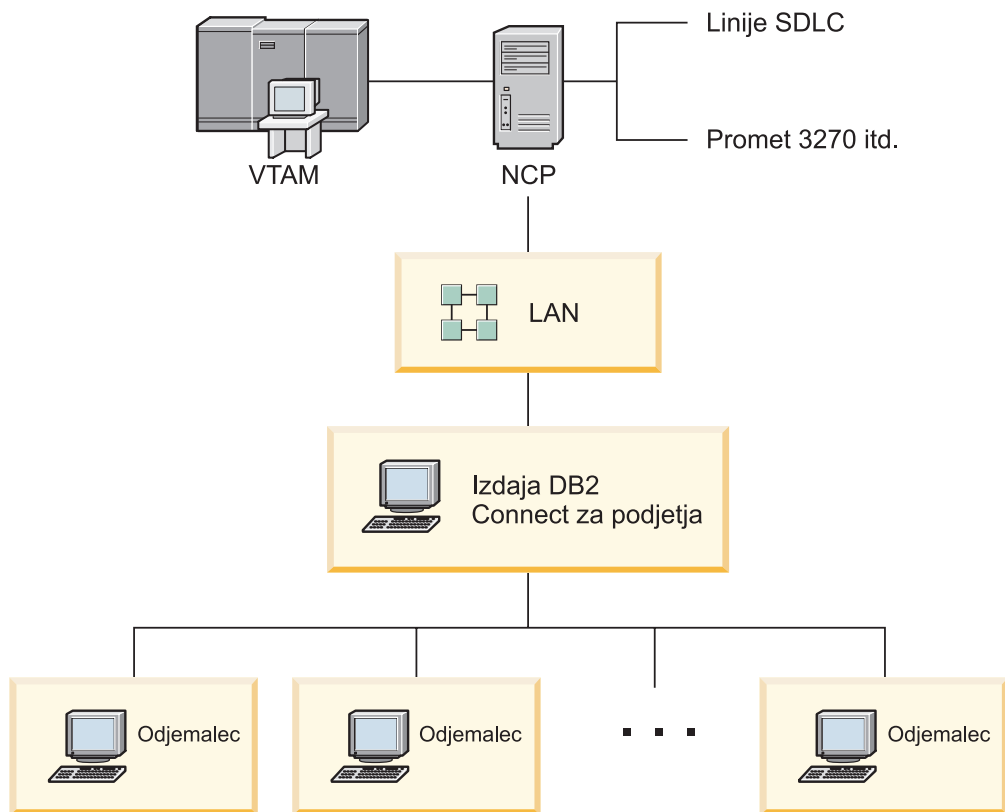 Linije SDLC
Promet 3270 itd.
VTAM
NCP
LAN
Izdaja DB2
Connect za podjetja
Odjemalec
Odjemalec
Odjemalec